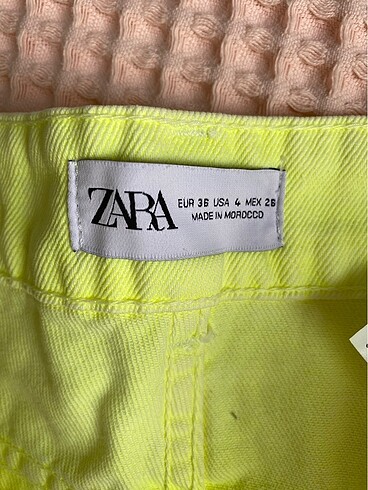 ZARA
EUR 36 USA 4 MEX 26
MADE IN MOROCCO